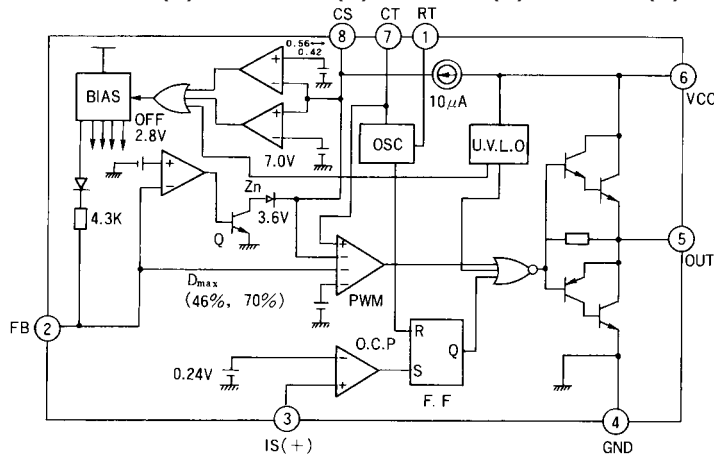 CS CT RT
8 7 1
0.56
0.42
6
VCC
BIAS
10μA
OFF
2.8V
7.0V
OSC
U.V.L.O
Zn
3.6V
4.3K
Q
5
OUT
Dmax
(46%, 70%)
PWM
FB 2
O.C.P
R
Q
S
0.24V
F. F
3
IS(+)
4
GND
+
−
+
−
+
−
+
−
−
−
−
+